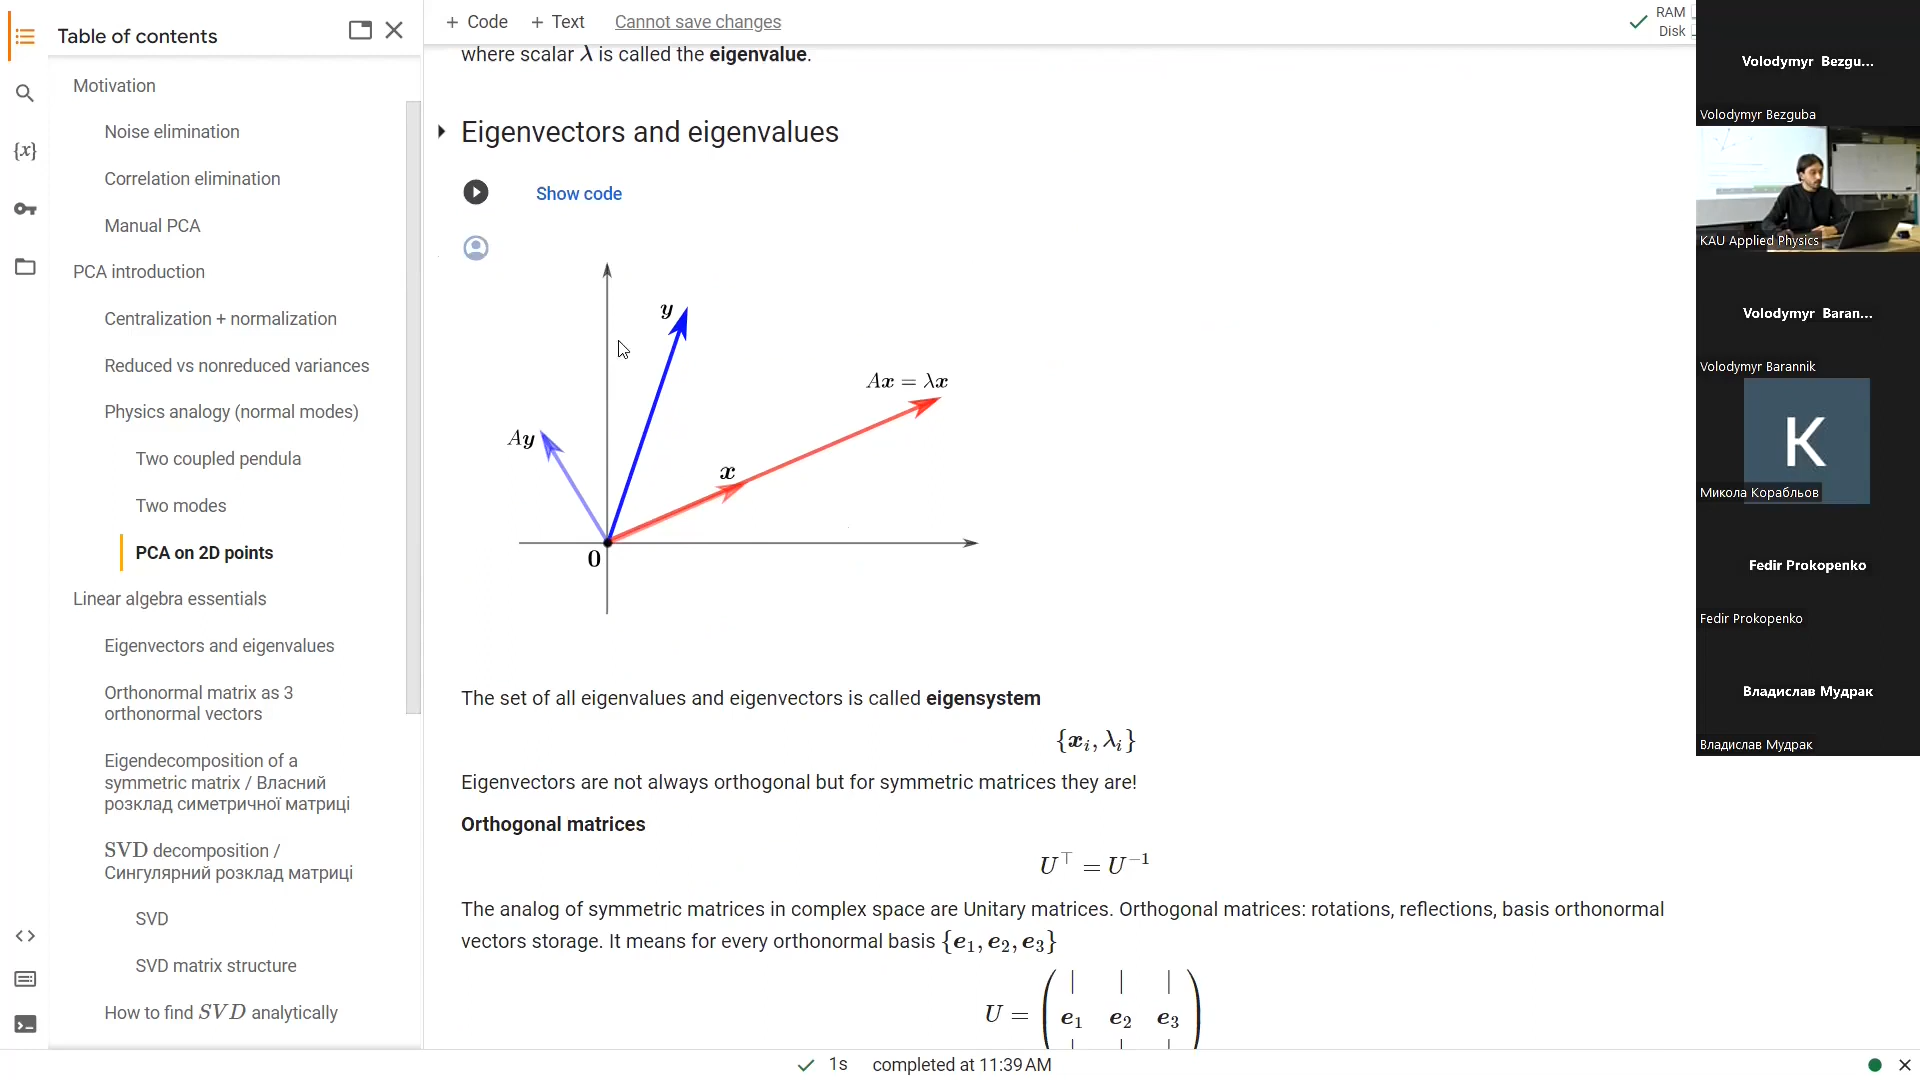 Table of contents
Motivation
Noise elimination
Correlation elimination
Manual PCA
PCA introduction
Centralization + normalization
Reduced vs nonreduced variances
Physics analogy (normal modes)
Two coupled pendula
Two modes
PCA on 2D points
Linear algebra essentials
Eigenvectors and eigenvalues
Orthonormal matrix as 3
orthonormal vectors
Eigendecomposition of a
symmetric matrix / Власний
розклад симетричної матриці
SVD decomposition /
Сингулярний розклад матриці
SVD
SVD matrix structure
How to find SVD analytically
{x}
+ Code + Text Cannot save changes
RAM
Disk
where scalar λ is called the eigenvalue.
Eigenvectors and eigenvalues
Show code
y
Ax = λx
Ay
x
0
The set of all eigenvalues and eigenvectors is called eigensystem
{xᵢ, λᵢ}
Eigenvectors are not always orthogonal but for symmetric matrices they are!
Orthogonal matrices
U⊤ = U⁻¹
The analog of symmetric matrices in complex space are Unitary matrices. Orthogonal matrices: rotations, reflections, basis orthonormal
vectors storage. It means for every orthonormal basis {e₁, e₂, e₃}
| | |
U = ( e₁ e₂ e₃ )
| | |
1s completed at 11:39 AM
Volodymyr Bezgu...
Volodymyr Bezguba
KAU Applied Physics
Volodymyr Baran...
Volodymyr Barannik
K
Микола Корабльов
Fedir Prokopenko
Fedir Prokopenko
Владислав Мудрак
Владислав Мудрак